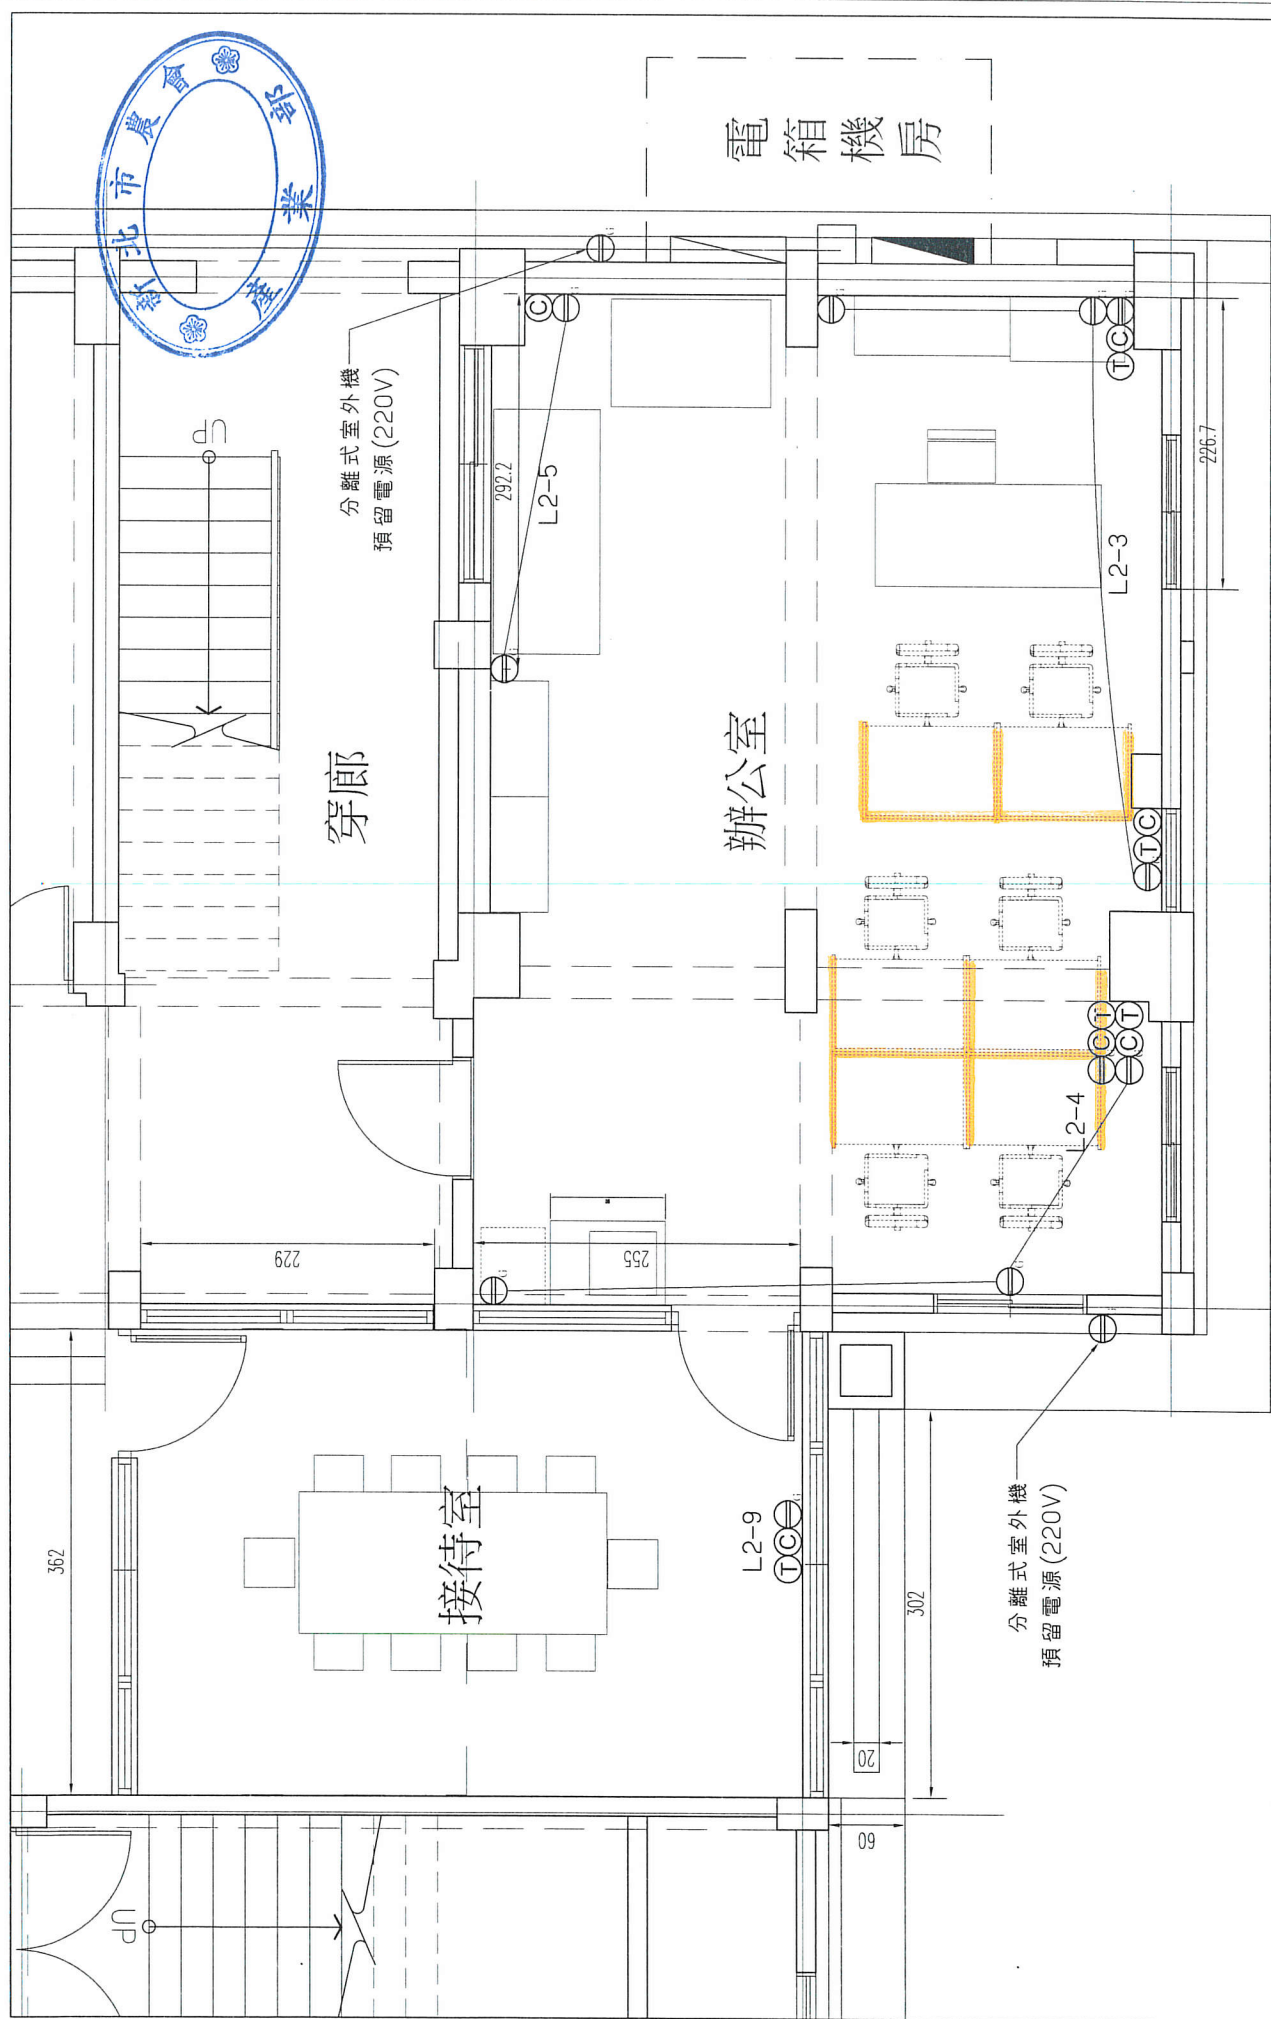 新北市農會
產業部
電箱機房
UP
分離式室外機
預留電源(220V)
292.2
L2-5
C
穿廊
辦公室
226.7
L2-3
T C
T C
C T
C T
L2-4
229
255
362
接待室
L2-9
T C
302
20
60
分離式室外機
預留電源(220V)
UP